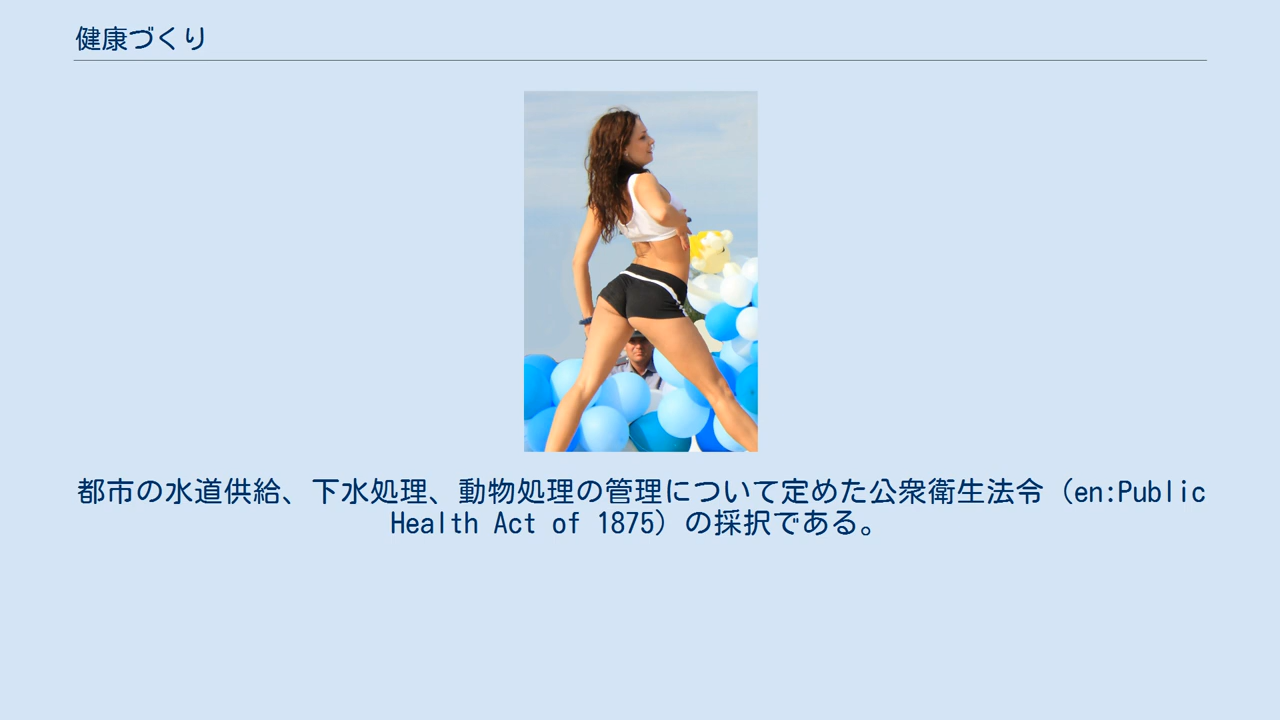 健康づくり
都市の水道供給、下水処理、動物処理の管理について定めた公衆衛生法令（en:Public
Health Act of 1875）の採択である。